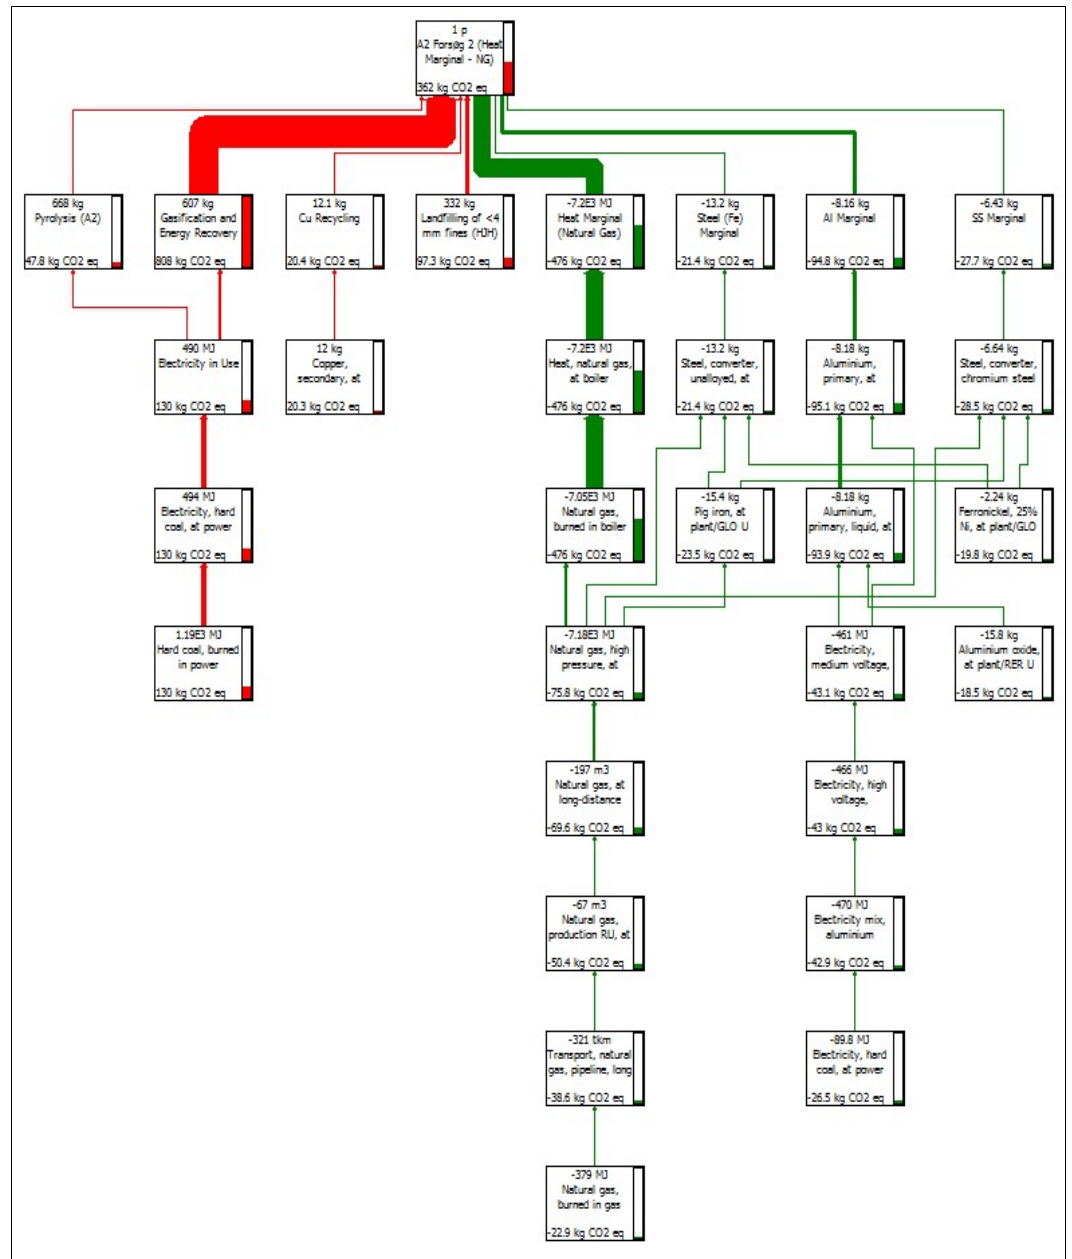 1 p
A2 Forsøg 2 (Heat
Marginal - NG)
362 kg CO2 eq
668 kg
Pyrolysis (A2)
47.8 kg CO2 eq
607 kg
Gasification and
Energy Recovery
808 kg CO2 eq
12.1 kg
Cu Recycling
20.4 kg CO2 eq
332 kg
Landfilling of <4
mm fines (HJH)
97.3 kg CO2 eq
-7.2E3 MJ
Heat Marginal
(Natural Gas)
-476 kg CO2 eq
-13.2 kg
Steel (Fe)
Marginal
-21.4 kg CO2 eq
-8.16 kg
Al Marginal
-94.8 kg CO2 eq
-6.43 kg
SS Marginal
-27.7 kg CO2 eq
490 MJ
Electricity in Use
130 kg CO2 eq
12 kg
Copper,
secondary, at
20.3 kg CO2 eq
-7.2E3 MJ
Heat, natural gas,
at boiler
-476 kg CO2 eq
-13.2 kg
Steel, converter,
unalloyed, at
-21.4 kg CO2 eq
-8.18 kg
Aluminium,
primary, at
-95.1 kg CO2 eq
-6.64 kg
Steel, converter,
chromium steel
-28.5 kg CO2 eq
494 MJ
Electricity, hard
coal, at power
130 kg CO2 eq
-7.05E3 MJ
Natural gas,
burned in boiler
-476 kg CO2 eq
-15.4 kg
Pig iron, at
plant/GLO U
-23.5 kg CO2 eq
-8.18 kg
Aluminium,
primary, liquid, at
-93.9 kg CO2 eq
-2.24 kg
Ferronickel, 25%
Ni, at plant/GLO
-19.8 kg CO2 eq
1.19E3 MJ
Hard coal, burned
in power
130 kg CO2 eq
-7.18E3 MJ
Natural gas, high
pressure, at
-75.8 kg CO2 eq
-461 MJ
Electricity,
medium voltage,
-43.1 kg CO2 eq
-15.8 kg
Aluminium oxide,
at plant/RER U
-18.5 kg CO2 eq
-197 m3
Natural gas, at
long-distance
-69.6 kg CO2 eq
-466 MJ
Electricity, high
voltage,
-43 kg CO2 eq
-67 m3
Natural gas,
production RU, at
-50.4 kg CO2 eq
-470 MJ
Electricity mix,
aluminium
-42.9 kg CO2 eq
-321 tkm
Transport, natural
gas, pipeline, long
-38.6 kg CO2 eq
-89.8 MJ
Electricity, hard
coal, at power
-26.5 kg CO2 eq
-379 MJ
Natural gas,
burned in gas
-22.9 kg CO2 eq